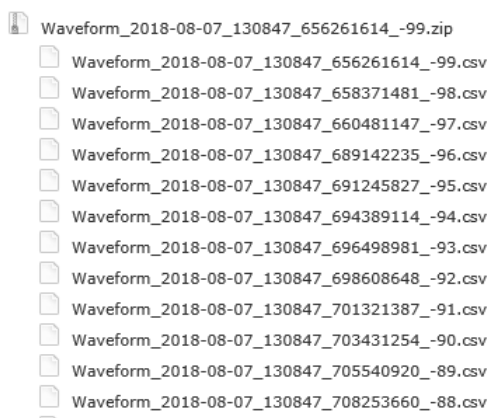 Waveform_2018-08-07_130847_656261614_-99.zip
Waveform_2018-08-07_130847_656261614_-99.csv
Waveform_2018-08-07_130847_658371481_-98.csv
Waveform_2018-08-07_130847_660481147_-97.csv
Waveform_2018-08-07_130847_689142235_-96.csv
Waveform_2018-08-07_130847_691245827_-95.csv
Waveform_2018-08-07_130847_694389114_-94.csv
Waveform_2018-08-07_130847_696498981_-93.csv
Waveform_2018-08-07_130847_698608648_-92.csv
Waveform_2018-08-07_130847_701321387_-91.csv
Waveform_2018-08-07_130847_703431254_-90.csv
Waveform_2018-08-07_130847_705540920_-89.csv
Waveform_2018-08-07_130847_708253660_-88.csv